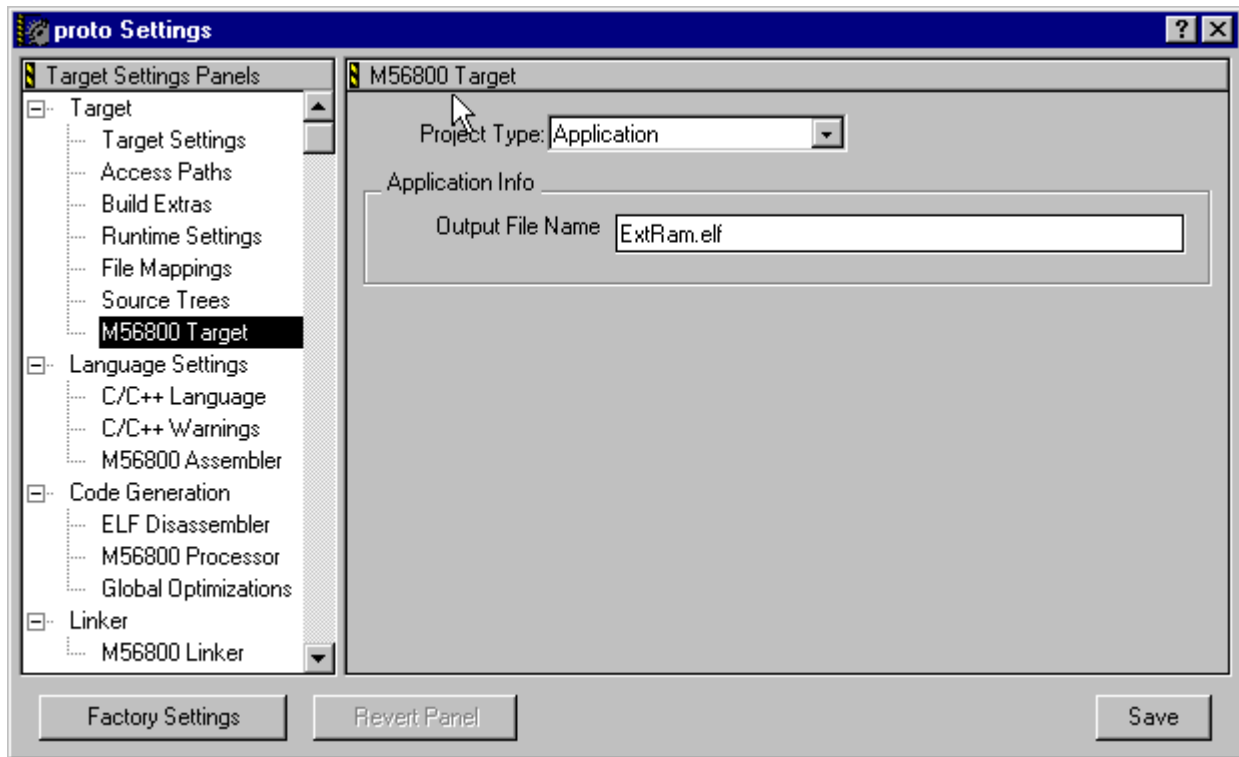 proto Settings
Target Settings Panels
Target
Target Settings
Access Paths
Build Extras
Runtime Settings
File Mappings
Source Trees
M56800 Target
Language Settings
C/C++ Language
C/C++ Warnings
M56800 Assembler
Code Generation
ELF Disassembler
M56800 Processor
Global Optimizations
Linker
M56800 Linker
M56800 Target
Project Type: Application
Application Info
Output File Name ExtRam.elf
Factory Settings
Revert Panel
Save